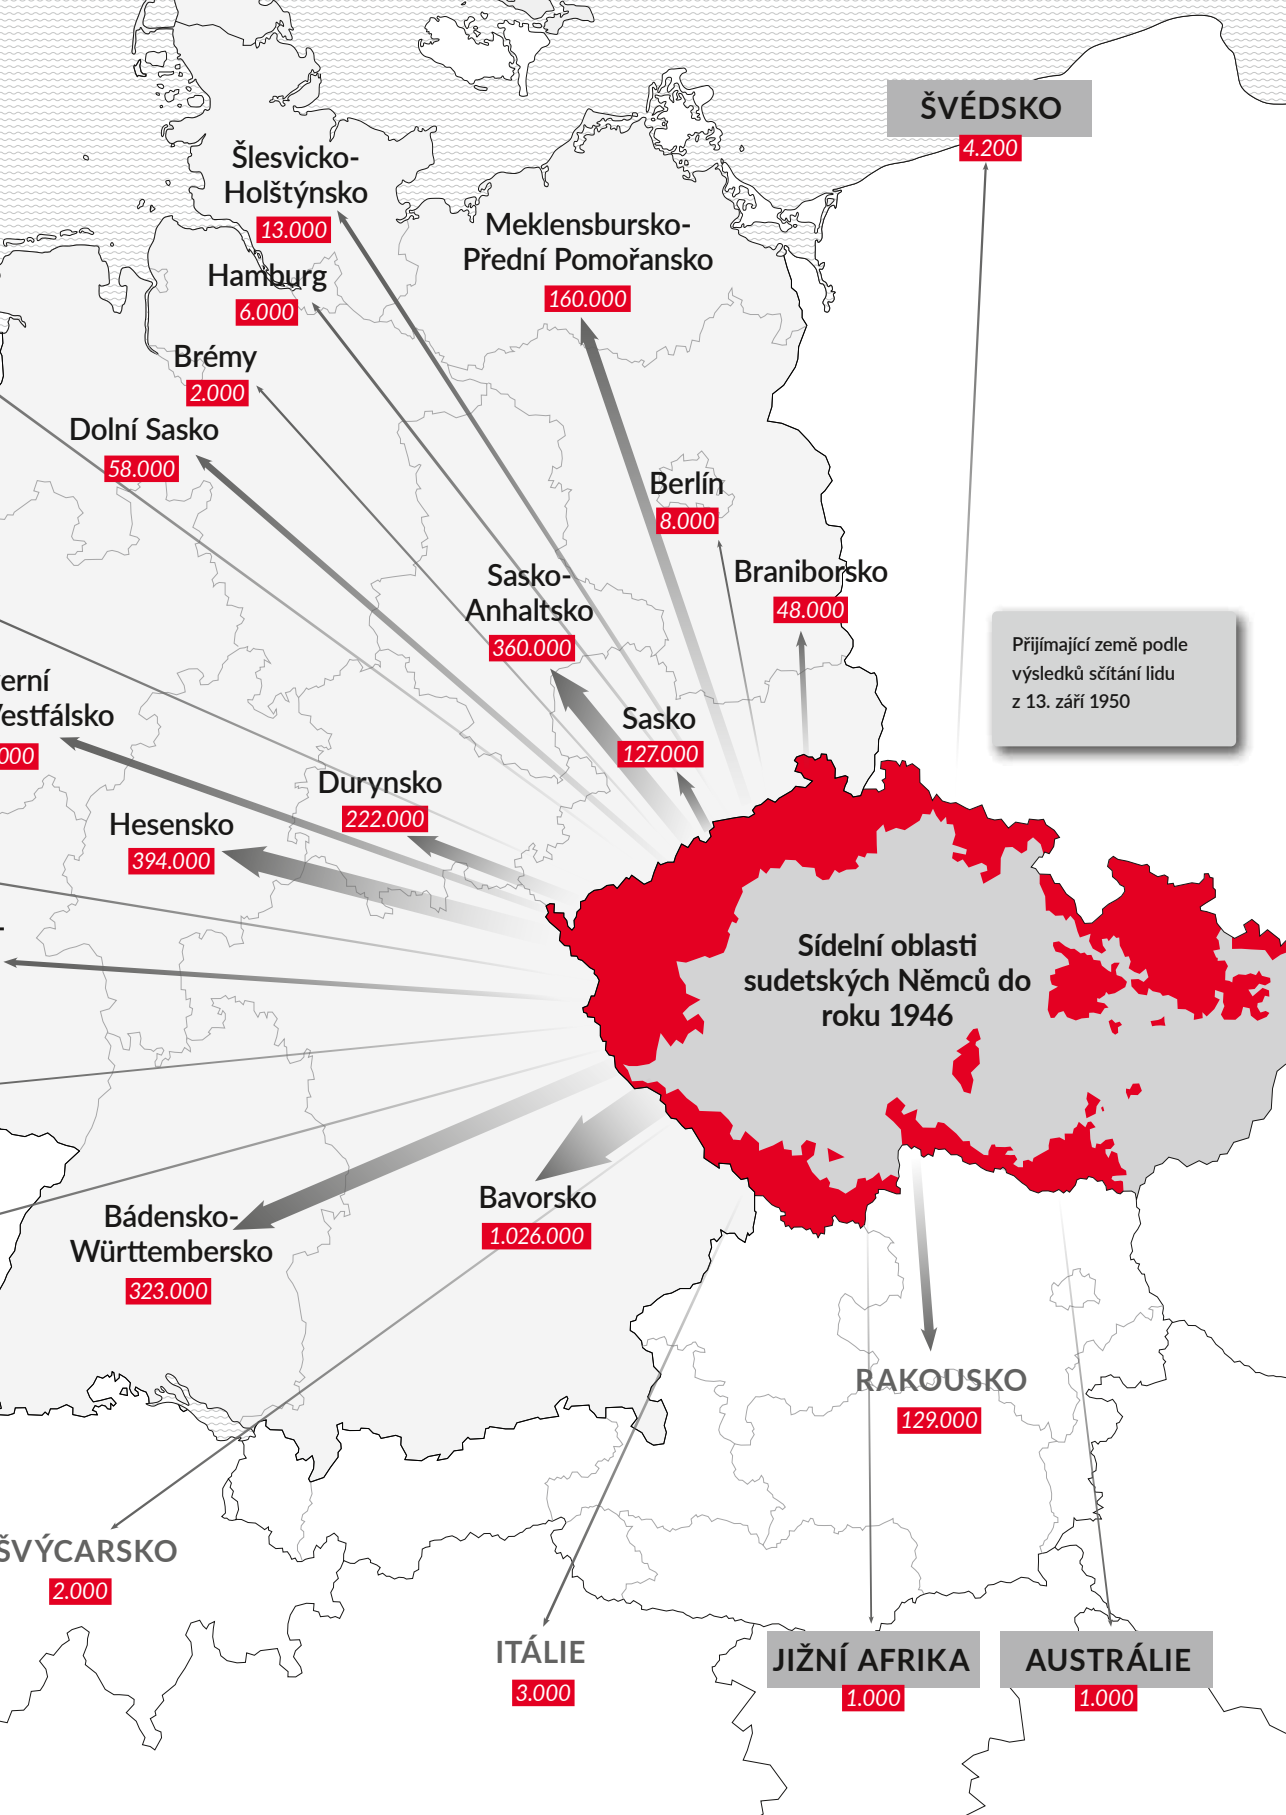 ŠVÉDSKO
4.200
Šlesvicko-
Holštýnsko
13.000
Meklensbursko-
Přední Pomořansko
160.000
Hamburg
6.000
Brémy
2.000
Dolní Sasko
58.000
Berlín
8.000
Braniborsko
48.000
Sasko-
Anhaltsko
360.000
Přijímající země podle
výsledků sčítání lidu
z 13. září 1950
erní
estfálsko
000
Sasko
127.000
Durynsko
222.000
Hesensko
394.000
Sídelní oblasti
sudetských Němců do
roku 1946
Bavorsko
1.026.000
Bádensko-
Württembersko
323.000
RAKOUSKO
129.000
ŠVÝCARSKO
2.000
ITÁLIE
3.000
JIŽNÍ AFRIKA
1.000
AUSTRÁLIE
1.000